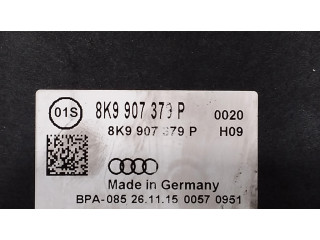 01S 8K9 907 379 P 0020
8K9 907 379 P H09
Made in Germany
BPA-085 26.11.15 0057 0951